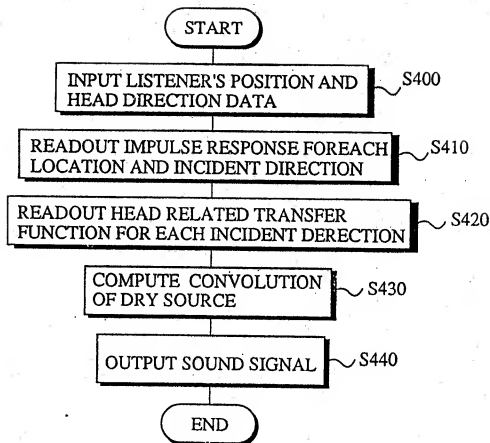 START
INPUT LISTENER'S POSITION AND
HEAD DIRECTION DATA
S400
READOUT IMPULSE RESPONSE FOREACH
LOCATION AND INCIDENT DIRECTION
S410
READOUT HEAD RELATED TRANSFER
FUNCTION FOR EACH INCIDENT DERECTION
S420
COMPUTE CONVOLUTION
OF DRY SOURCE
S430
OUTPUT SOUND SIGNAL
S440
END